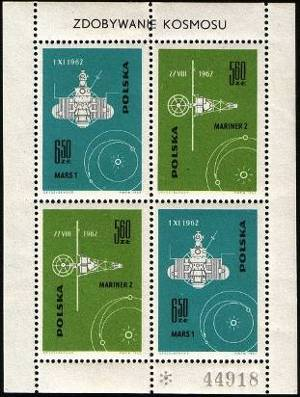 ZDOBYWANIE KOSMOSU
1 XI 1962
POLSKA
6,50 ZŁ
MARS 1
27 VIII 1962
5,60 ZŁ
MARINER 2
POLSKA
27 VIII 1962
5,60 ZŁ
MARINER 2
POLSKA
1 XI 1962
POLSKA
6,50 ZŁ
MARS 1
* 44918